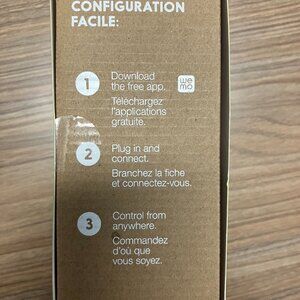 CONFIGURATION
FACILE:
1
Download
the free app.
we
mo
Téléchargez
l'applications
gratuite.
2
Plug in and
connect.
Branchez la fiche
et connectez-vous.
3
Control from
anywhere.
Commandez
d'où que
vous soyez.